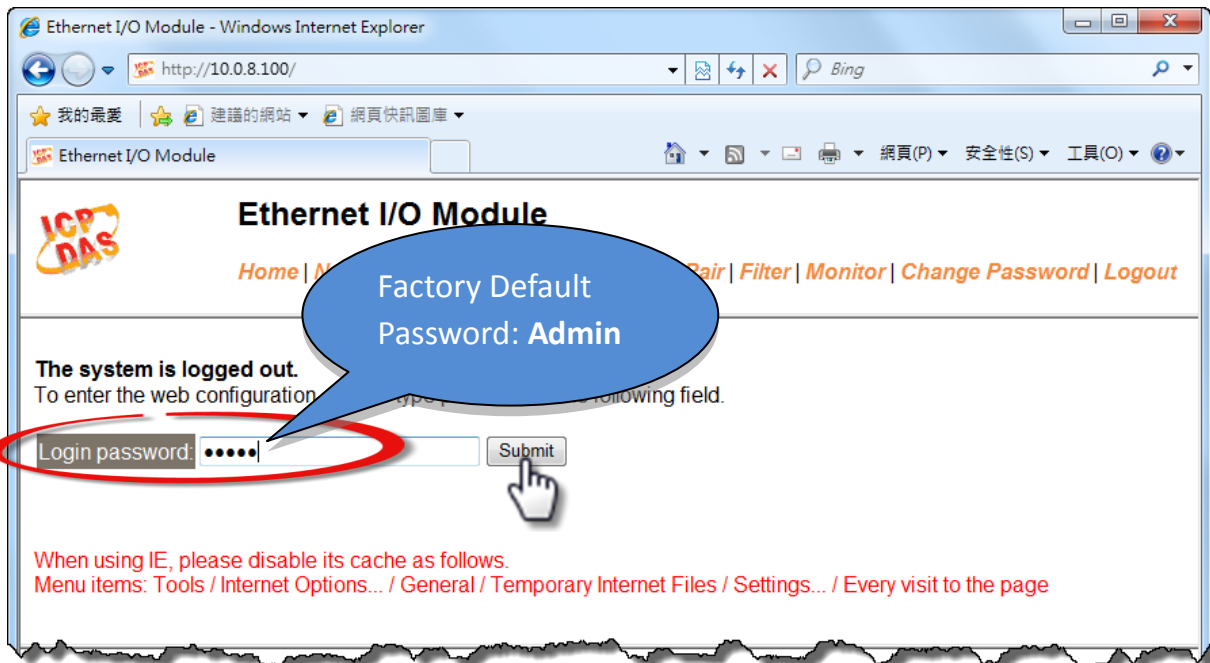 Ethernet I/O Module - Windows Internet Explorer
http://10.0.8.100/
Bing
我的最愛 建議的網站 網頁快訊圖庫
Ethernet I/O Module 網頁(P) 安全性(S) 工具(O)
ICP DAS
Ethernet I/O Module
Home | Pair | Filter | Monitor | Change Password | Logout
Factory Default
Password: Admin
The system is logged out.
To enter the web configuration following field.
Login password: ••••• Submit
When using IE, please disable its cache as follows.
Menu items: Tools / Internet Options... / General / Temporary Internet Files / Settings... / Every visit to the page